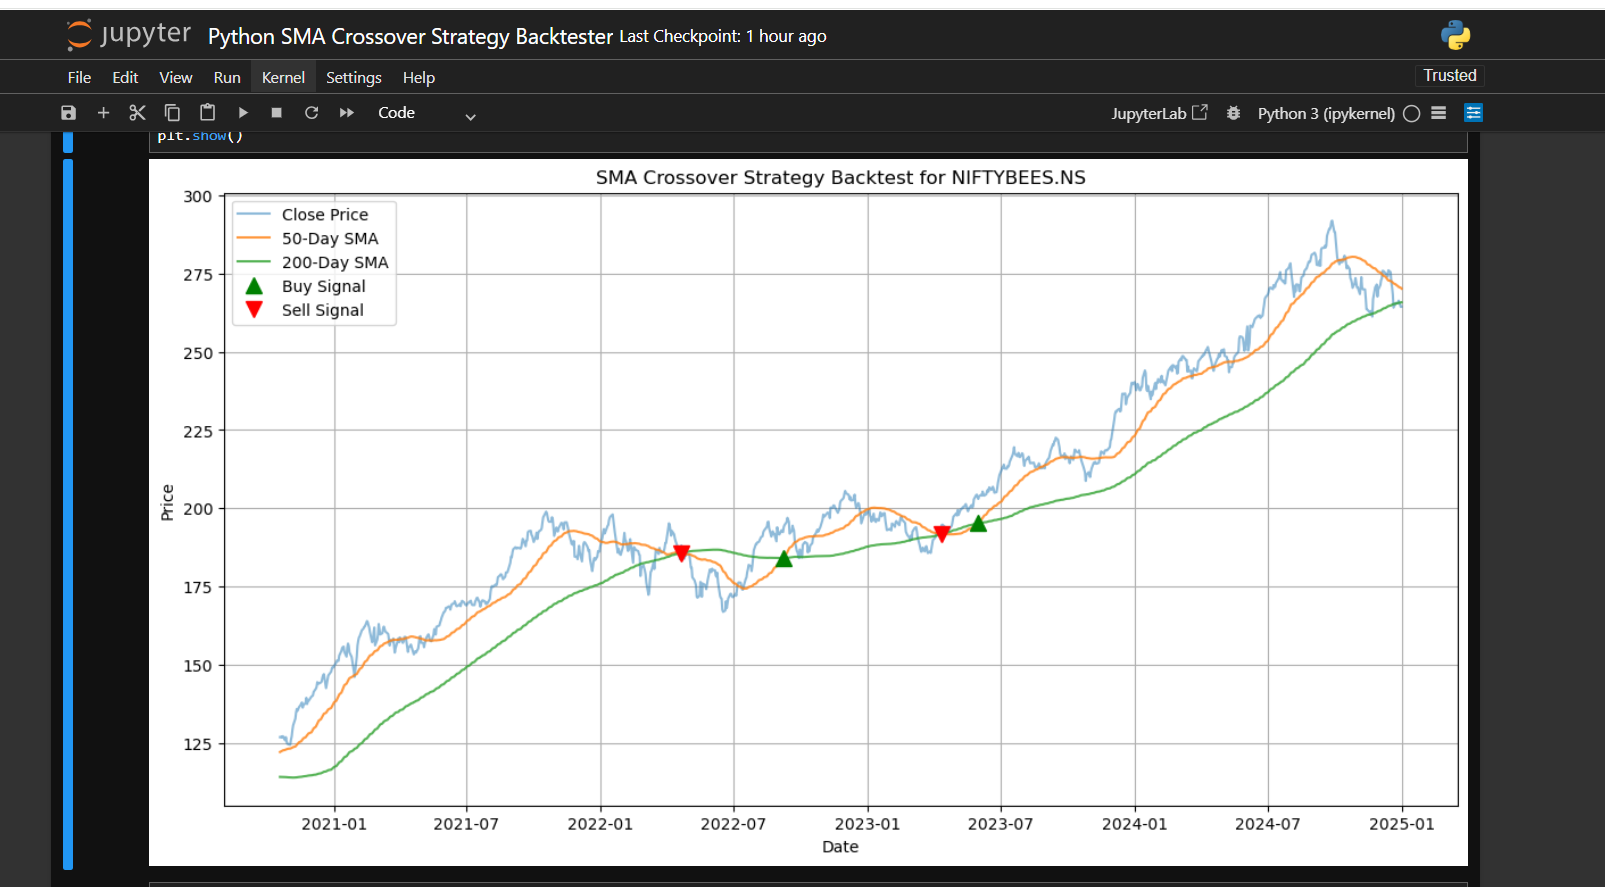 jupyter Python SMA Crossover Strategy Backtester Last Checkpoint: 1 hour ago
File Edit View Run Kernel Settings Help Trusted
Code JupyterLab Python 3 (ipykernel)
plt.show()
SMA Crossover Strategy Backtest for NIFTYBEES.NS
Close Price
50-Day SMA
200-Day SMA
Buy Signal
Sell Signal
300
275
250
225
200
175
150
125
Price
2021-01 2021-07 2022-01 2022-07 2023-01 2023-07 2024-01 2024-07 2025-01
Date